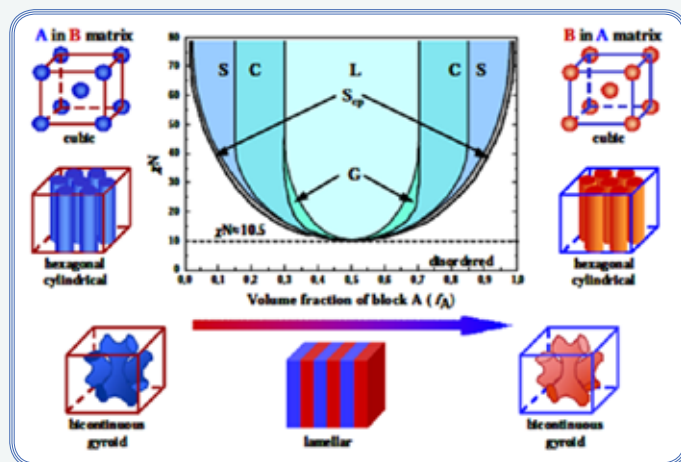 A in B matrix
cubic
hexagonal
cylindrical
bicontinuous
gyroid
80
70
60
50
40
30
20
10
0
χN
S C L C S
S_cp
G
χN≈10.5
disordered
0,0 0,1 0,2 0,3 0,4 0,5 0,6 0,7 0,8 0,9 1,0
Volume fraction of block A ( f_A)
lamellar
B in A matrix
cubic
hexagonal
cylindrical
bicontinuous
gyroid